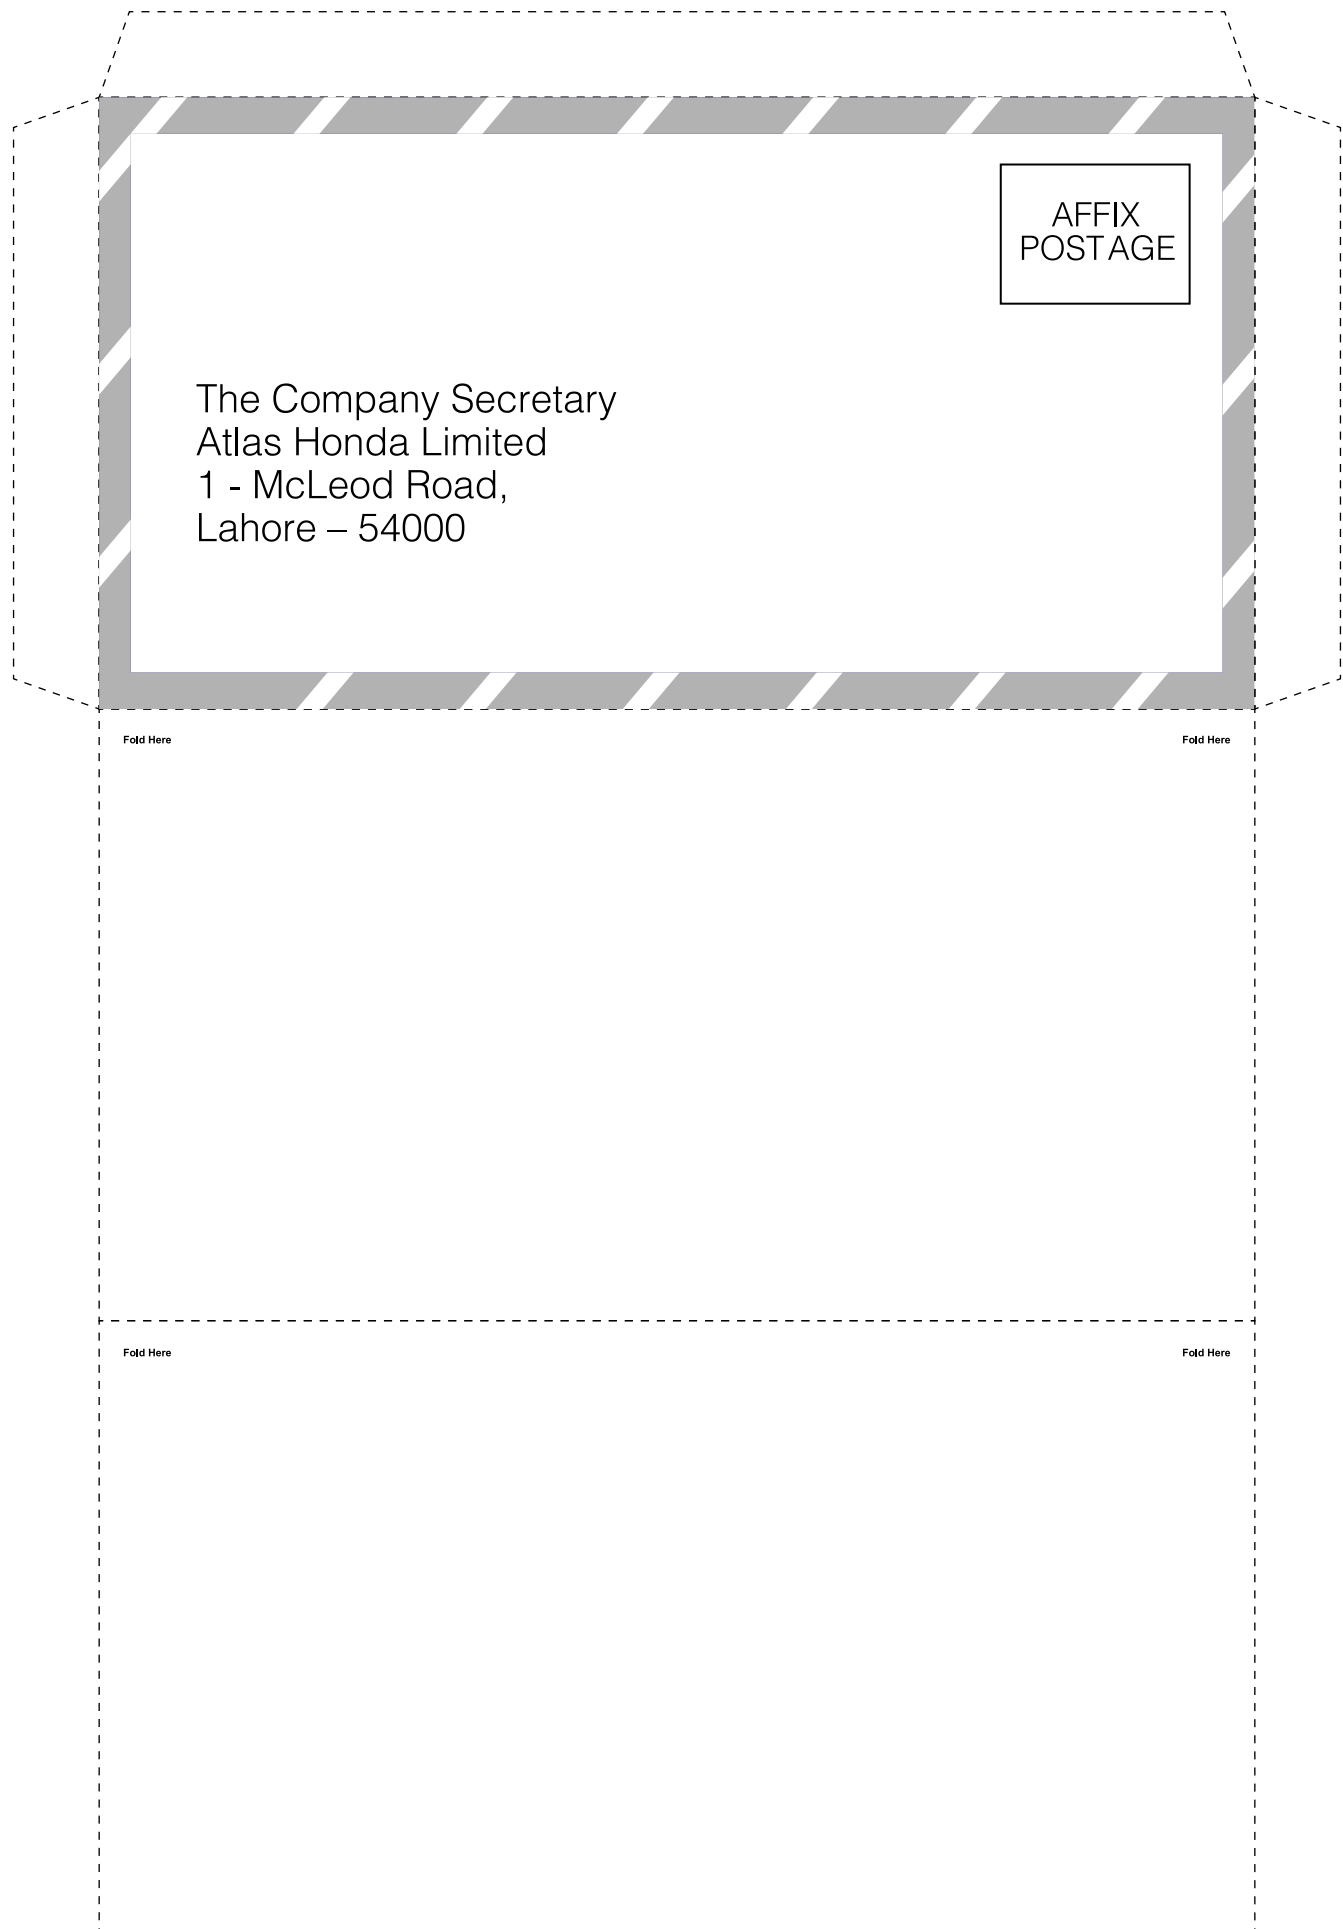 AFFIX
POSTAGE
The Company Secretary
Atlas Honda Limited
1 - McLeod Road,
Lahore – 54000
Fold Here
Fold Here
Fold Here
Fold Here